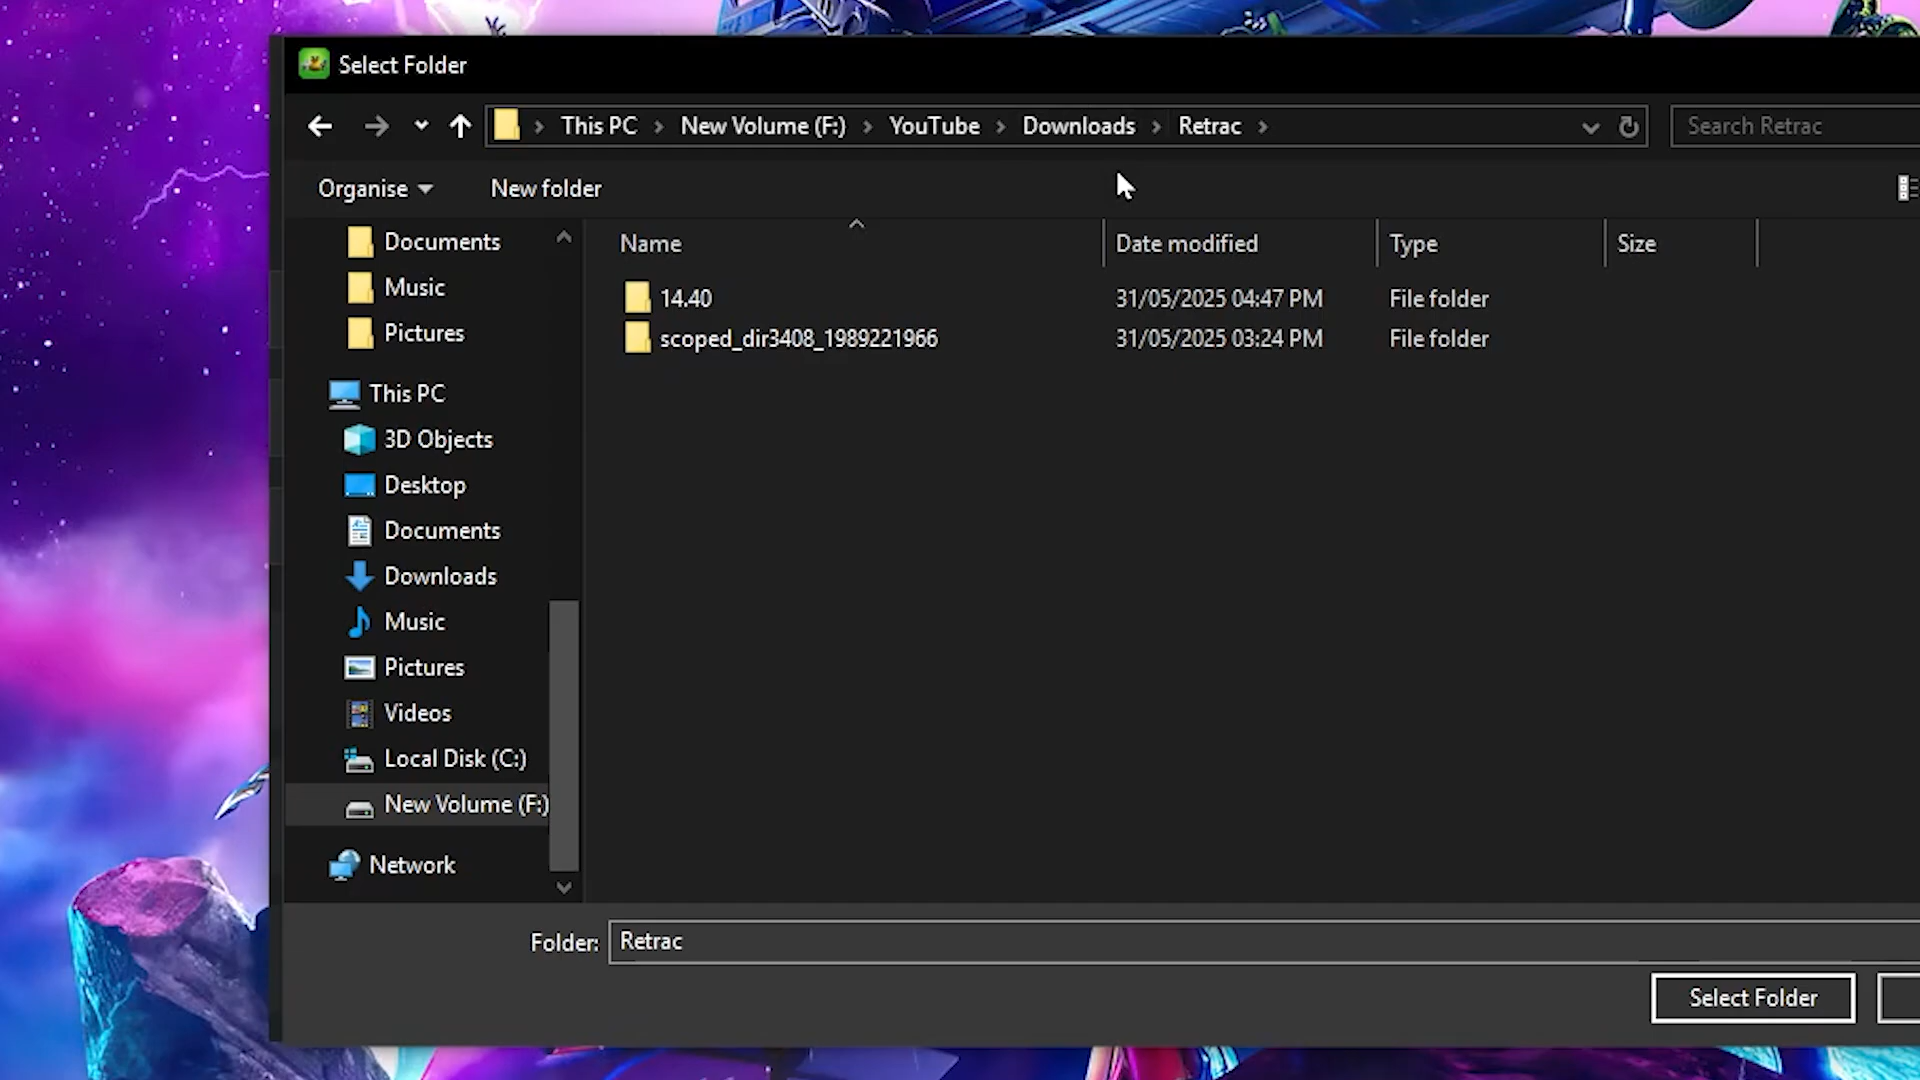 Select Folder
This PC New Volume (F:) YouTube Downloads Retrac
Search Retrac
Organise New folder
Documents
Music
Pictures
This PC
3D Objects
Desktop
Documents
Downloads
Music
Pictures
Videos
Local Disk (C:)
New Volume (F:)
Network
Name Date modified Type Size
14.40 31/05/2025 04:47 PM File folder
scoped_dir3408_1989221966 31/05/2025 03:24 PM File folder
Folder: Retrac
Select Folder